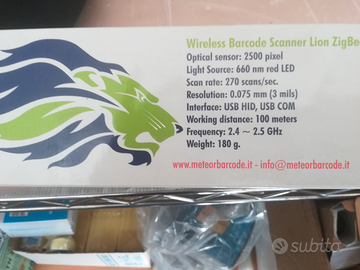 Wireless Barcode Scanner Lion ZigBe
Optical sensor: 2500 pixel
Light Source: 660 nm red LED
Scan rate: 270 scans/sec.
Resolution: 0.075 mm (3 mils)
Interface: USB HID, USB COM
Working distance: 100 meters
Frequency: 2.4 ~ 2.5 GHz
Weight: 180 g.
www.meteorbarcode.it - info@meteorbarcode.it
subito